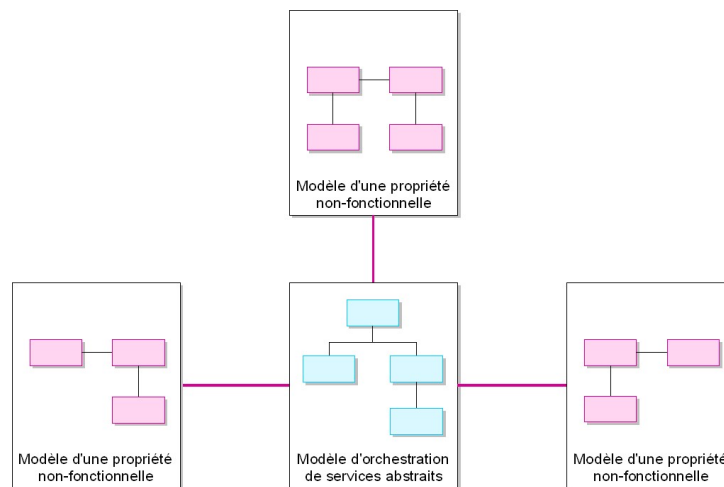 Modèle d'une propriété
non-fonctionnelle
Modèle d'une propriété
non-fonctionnelle
Modèle d'orchestration
de services abstraits
Modèle d'une propriété
non-fonctionnelle